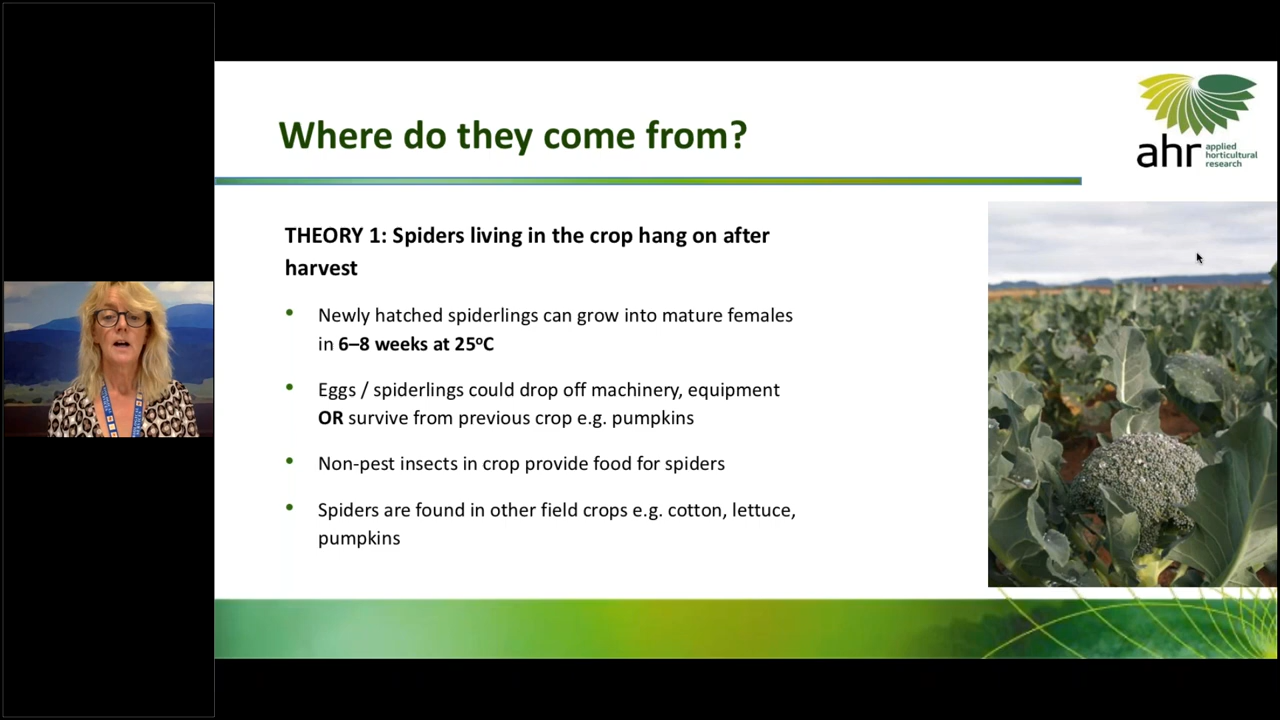 Where do they come from?
ahr applied
horticultural
research
THEORY 1: Spiders living in the crop hang on after
harvest
• Newly hatched spiderlings can grow into mature females
in 6–8 weeks at 25ºC
• Eggs / spiderlings could drop off machinery, equipment
OR survive from previous crop e.g. pumpkins
• Non-pest insects in crop provide food for spiders
• Spiders are found in other field crops e.g. cotton, lettuce,
pumpkins